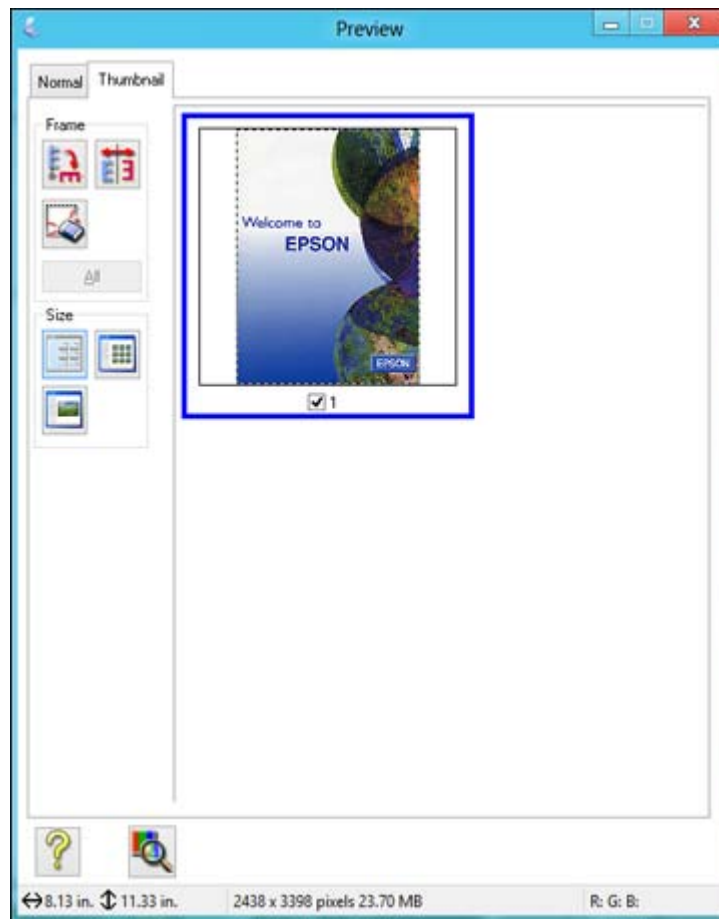 Preview
Normal Thumbnail
Frame
All
Size
Welcome to
EPSON
EPSON
1
8.13 in. 11.33 in. 2438 x 3398 pixels 23.70 MB R: G: B: